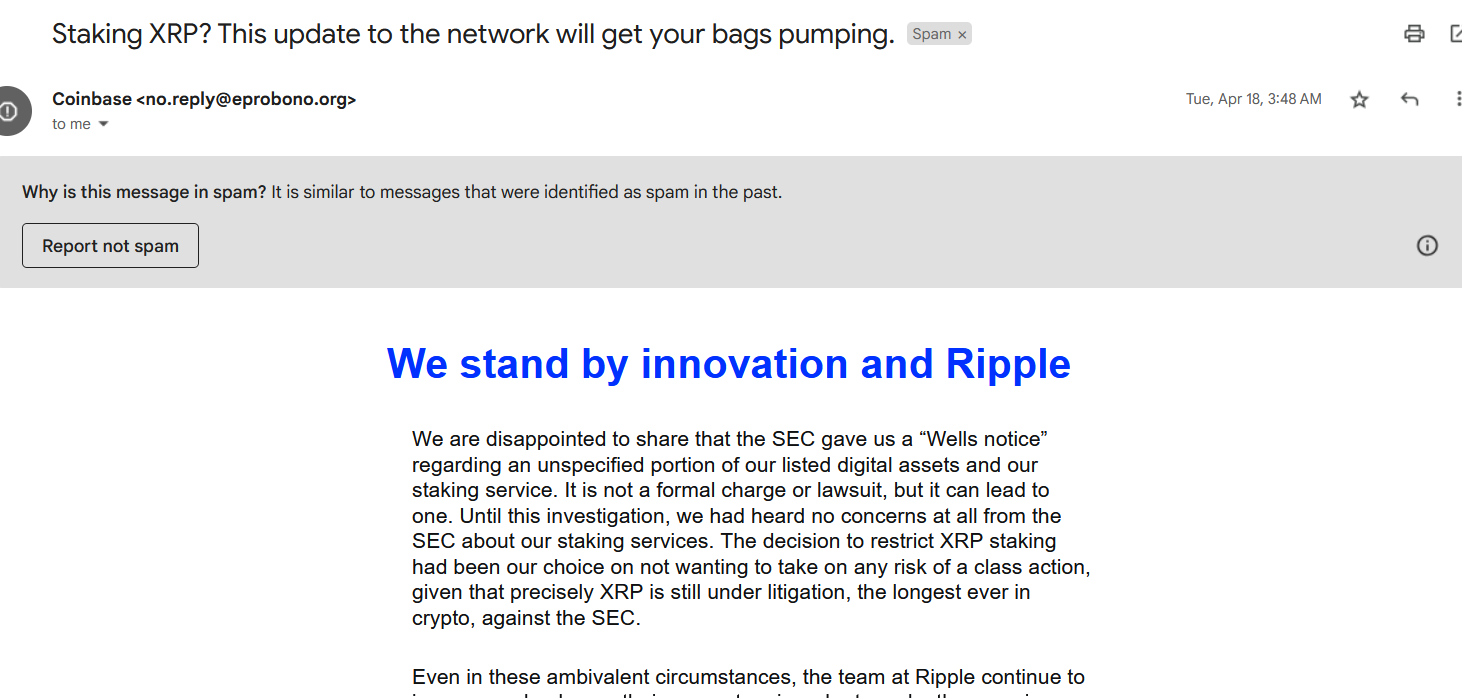 Staking XRP? This update to the network will get your bags pumping. Spam ×
Coinbase <no.reply@eprobono.org>
Tue, Apr 18, 3:48 AM
to me
Why is this message in spam? It is similar to messages that were identified as spam in the past.
Report not spam
We stand by innovation and Ripple
We are disappointed to share that the SEC gave us a “Wells notice”
regarding an unspecified portion of our listed digital assets and our
staking service. It is not a formal charge or lawsuit, but it can lead to
one. Until this investigation, we had heard no concerns at all from the
SEC about our staking services. The decision to restrict XRP staking
had been our choice on not wanting to take on any risk of a class action,
given that precisely XRP is still under litigation, the longest ever in
crypto, against the SEC.
Even in these ambivalent circumstances, the team at Ripple continue to